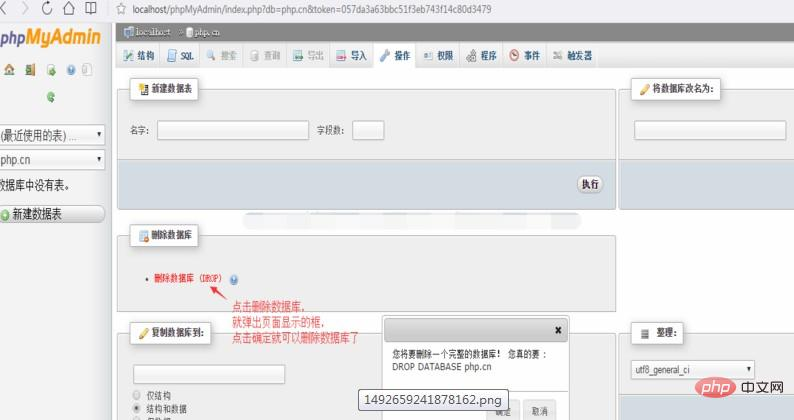 localhost/phpMyAdmin/index.php?db=php.cn&token=057da3a63bbc51f3eb743f14c80d3479
phpMyAdmin
localhost » php.cn
结构 SQL 搜索 查询 导出 导入 操作 权限 程序 事件 触发器
(最近使用的表) ...
php.cn
数据库中没有表。
新建数据表
新建数据表
名字: 字段数:
执行
将数据库改名为:
删除数据库
• 删除数据库 (DROP)
点击删除数据库,
就弹出页面显示的框,
点击确定就可以删除数据库了
复制数据库到:
仅结构
结构和数据
您将要删除一个完整的数据库! 您真的要:
DROP DATABASE php.cn
1492659241878162.png
确定 取消
整理:
utf8_general_ci
php 中文网